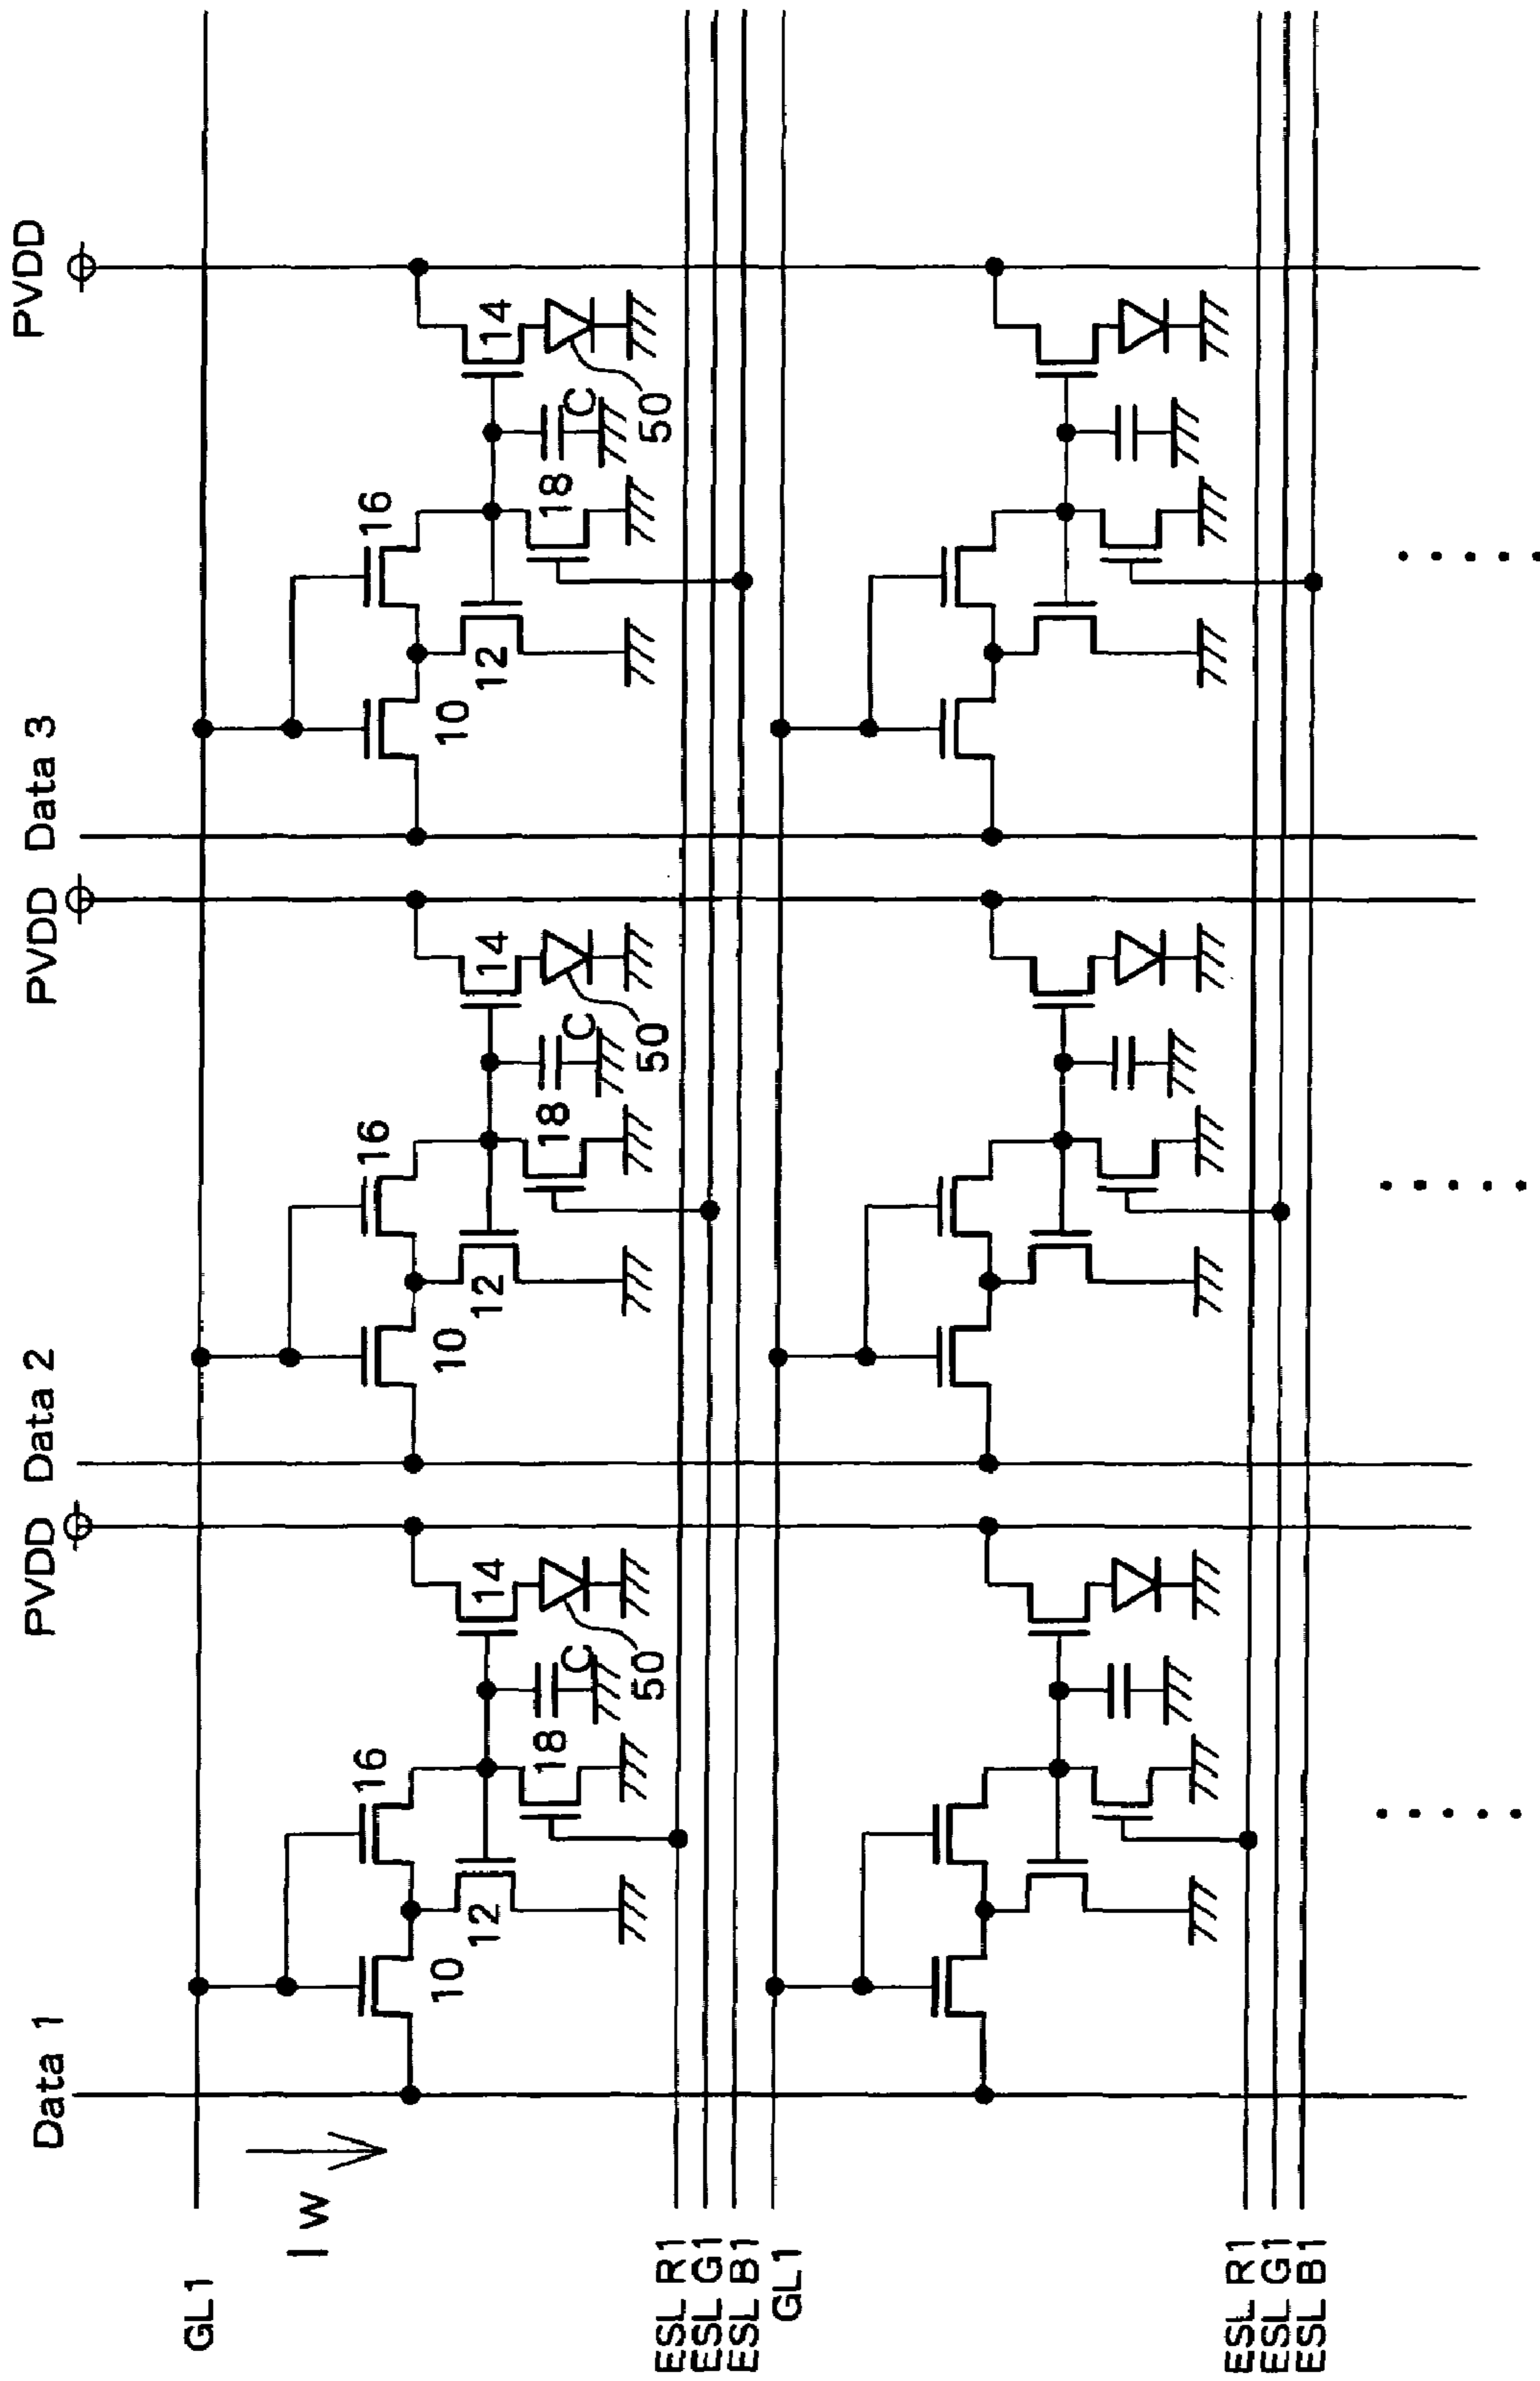 Data 1
PVDD
Data 2
PVDD
Data 3
PVDD
GL1
Iw
16
16
16
10
12
14
10
12
14
10
12
14
18
C
18
C
18
C
50
50
50
ESL R1
ESL G1
ESL B1
GL1
ESL R1
ESL G1
ESL B1